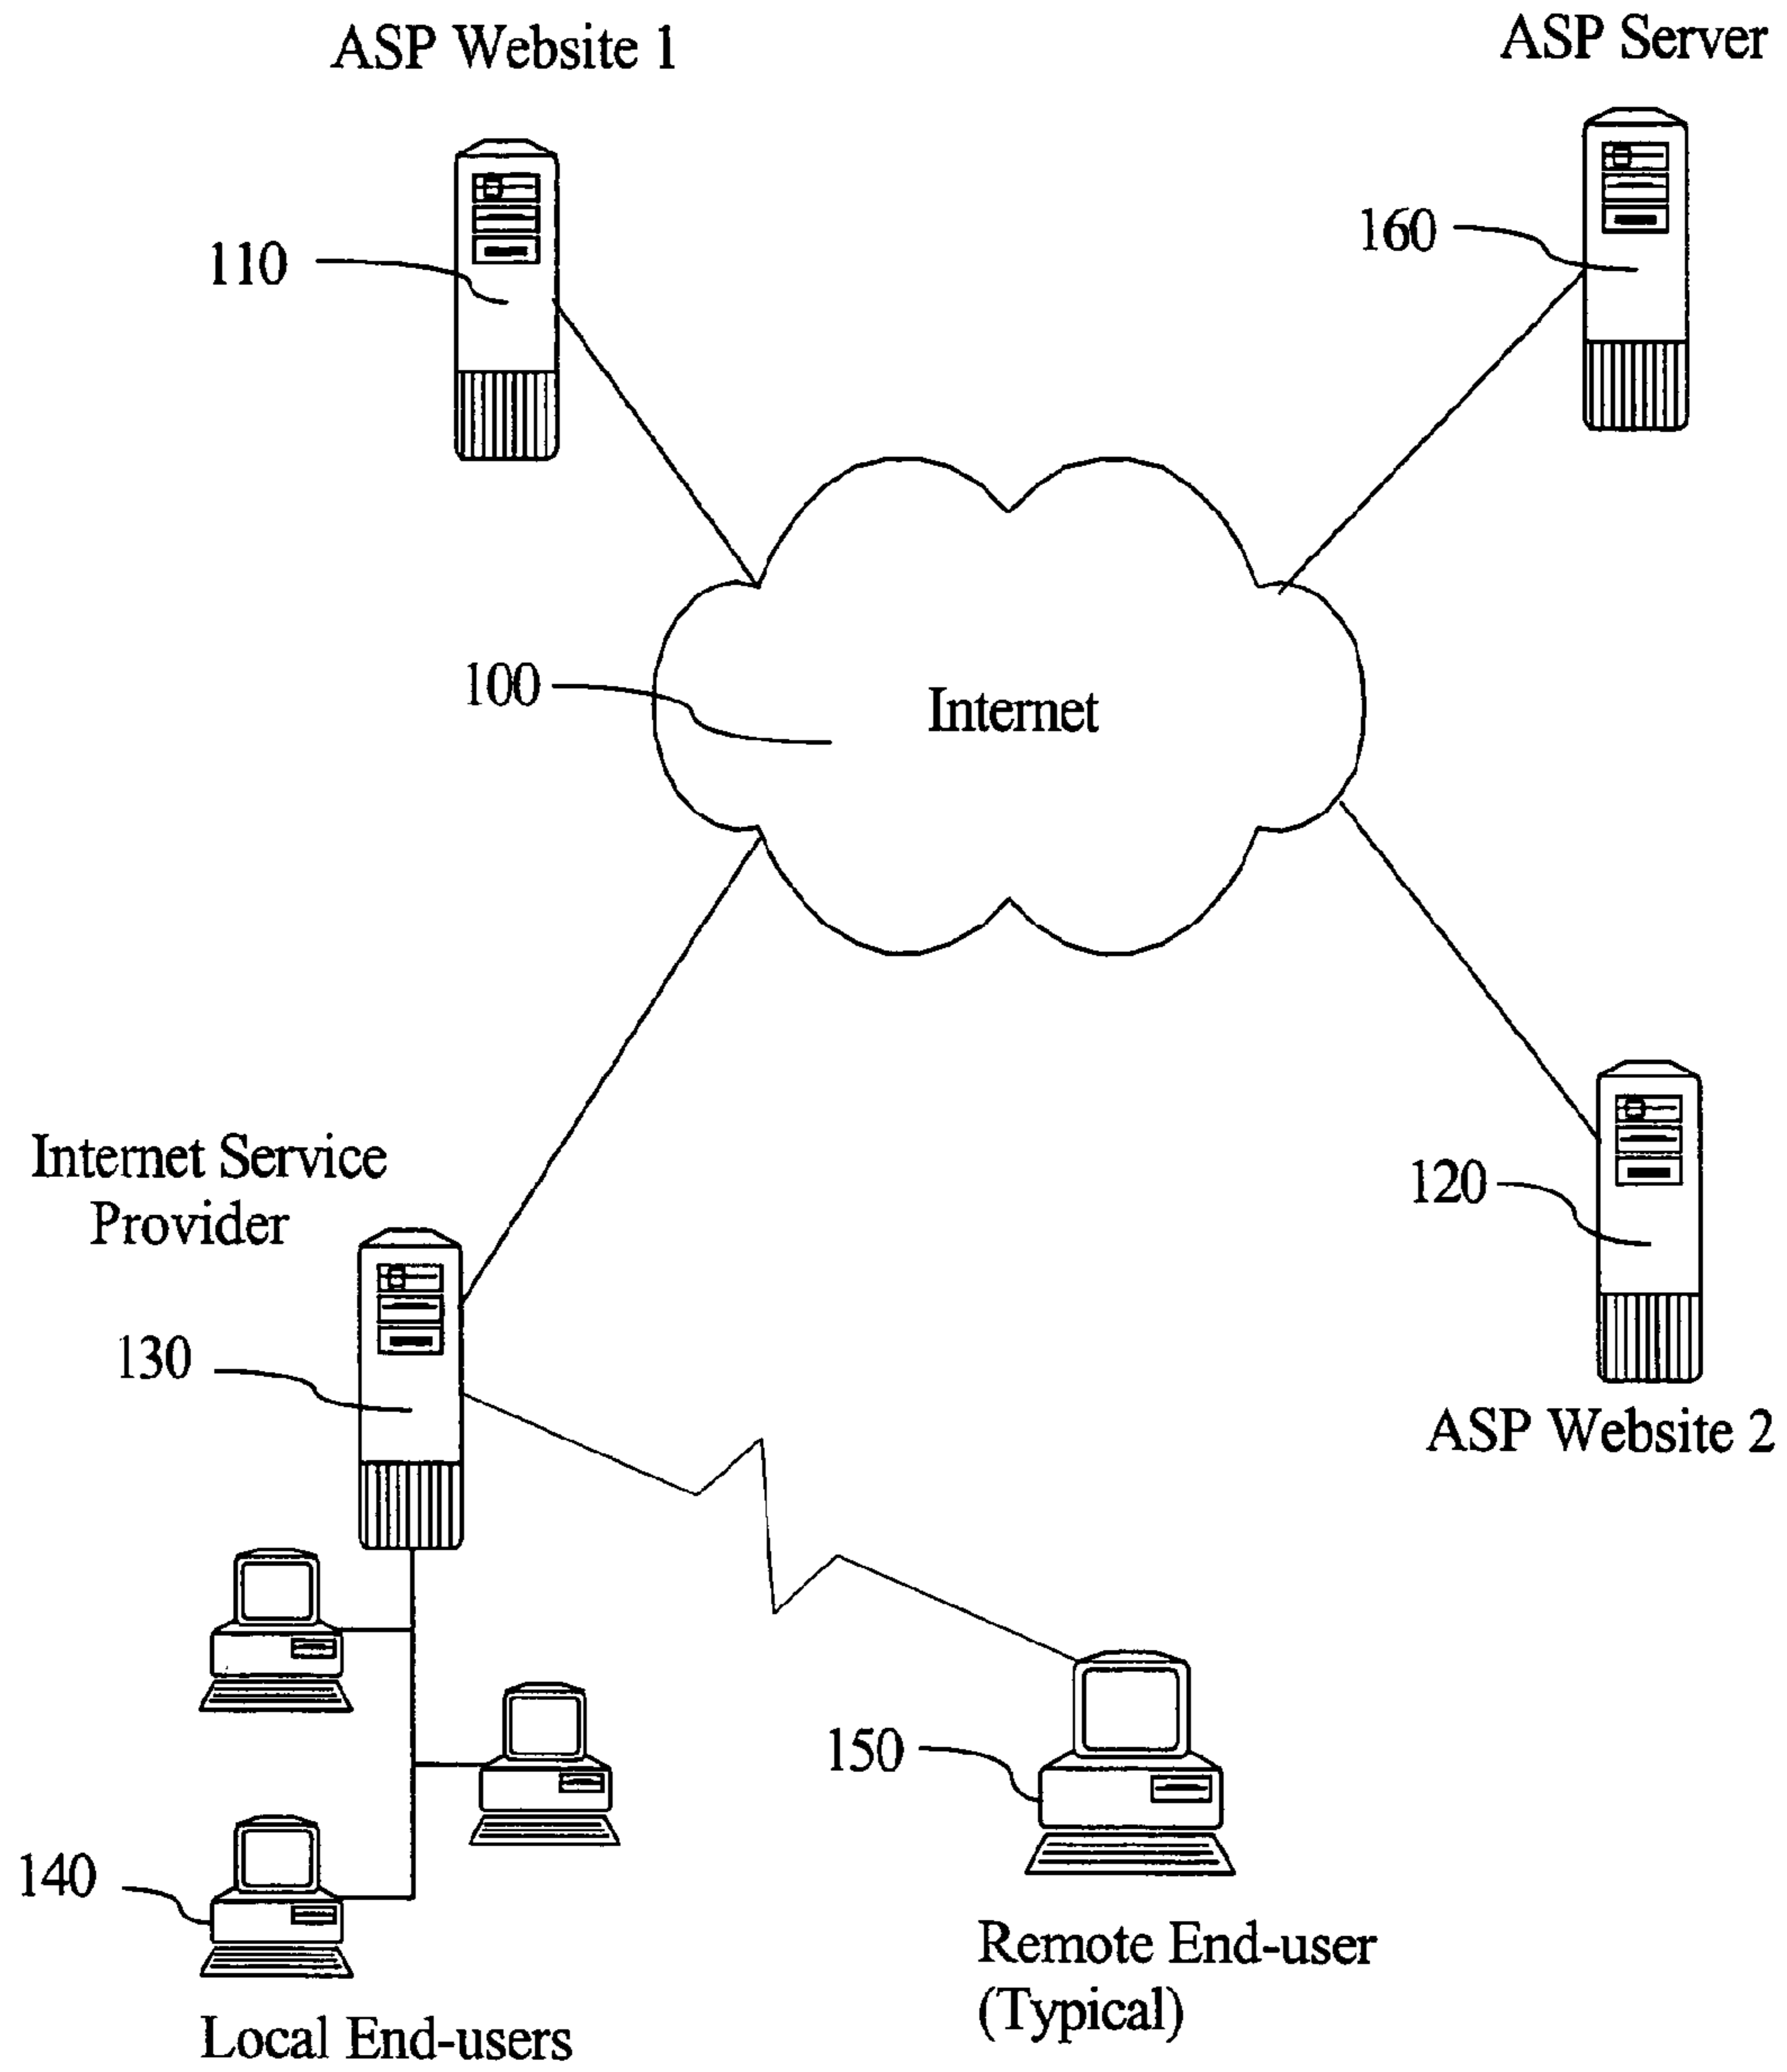 ASP Website 1
ASP Server
110
160
100
Internet
Internet Service
Provider
120
130
ASP Website 2
150
140
Remote End-user
(Typical)
Local End-users